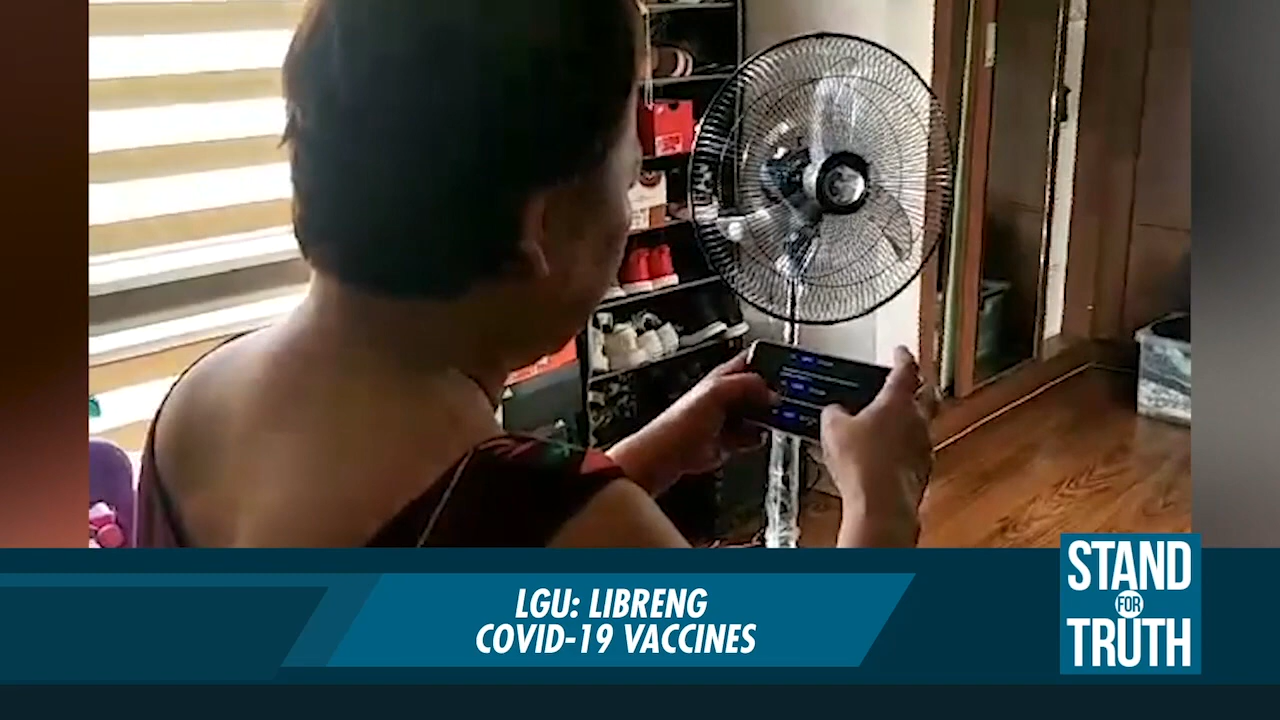 LGU: LIBRENG
COVID-19 VACCINES
STAND
FOR
TRUTH